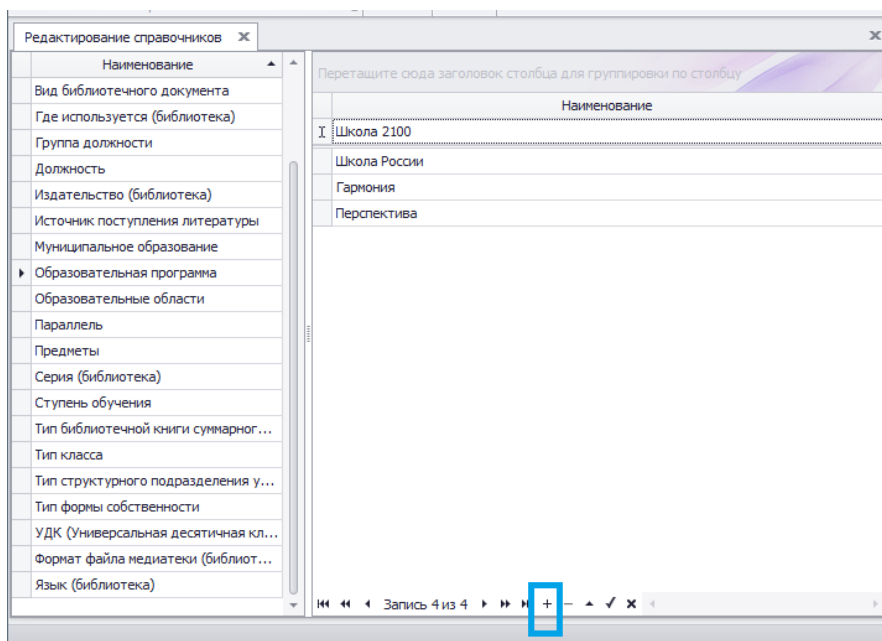 Редактирование справочников
Наименование
Вид библиотечного документа
Где используется (библиотека)
Группа должности
Должность
Издательство (библиотека)
Источник поступления литературы
Муниципальное образование
Образовательная программа
Образовательные области
Параллель
Предметы
Серия (библиотека)
Ступень обучения
Тип библиотечной книги суммарног...
Тип класса
Тип структурного подразделения у...
Тип формы собственности
УДК (Универсальная десятичная кл...
Формат файла медиатеки (библиот...
Язык (библиотека)
Перетащите сюда заголовок столбца для группировки по столбцу
Наименование
Школа 2100
Школа России
Гармония
Перспектива
Запись 4 из 4